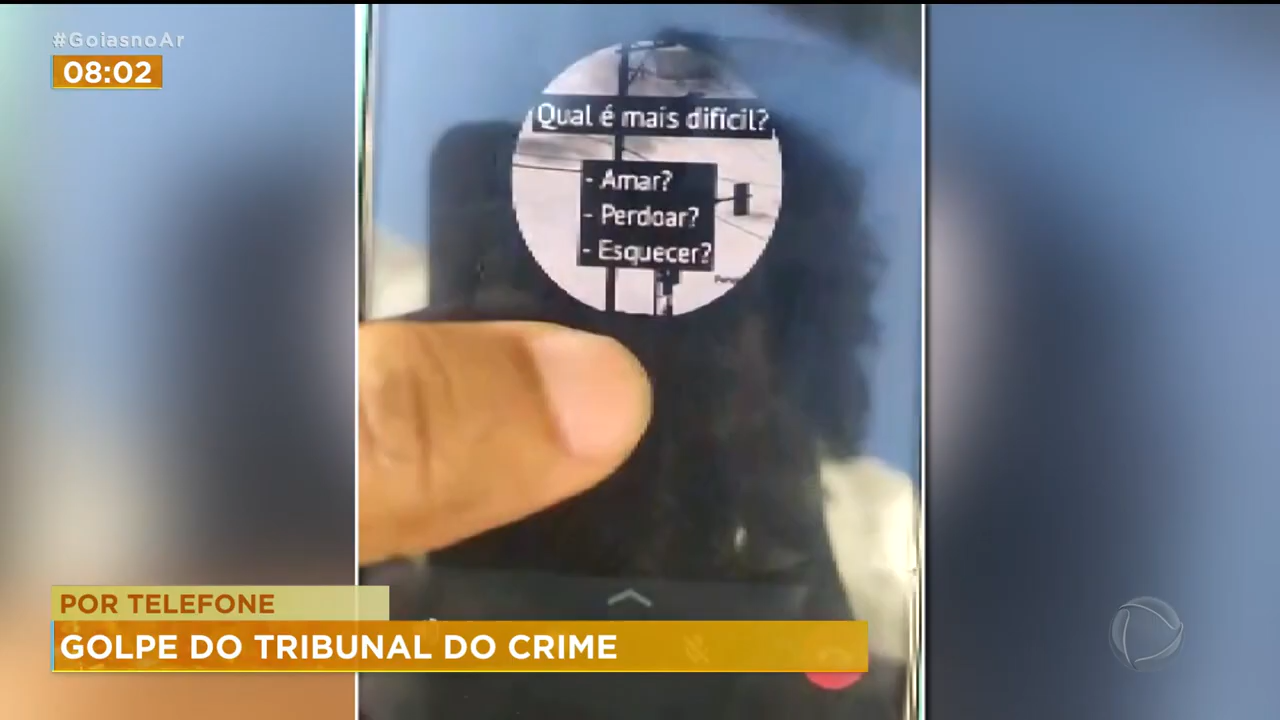 #GoiasnoAr
08:02
Qual é mais difícil?
- Amar?
- Perdoar?
- Esquecer?
POR TELEFONE
GOLPE DO TRIBUNAL DO CRIME